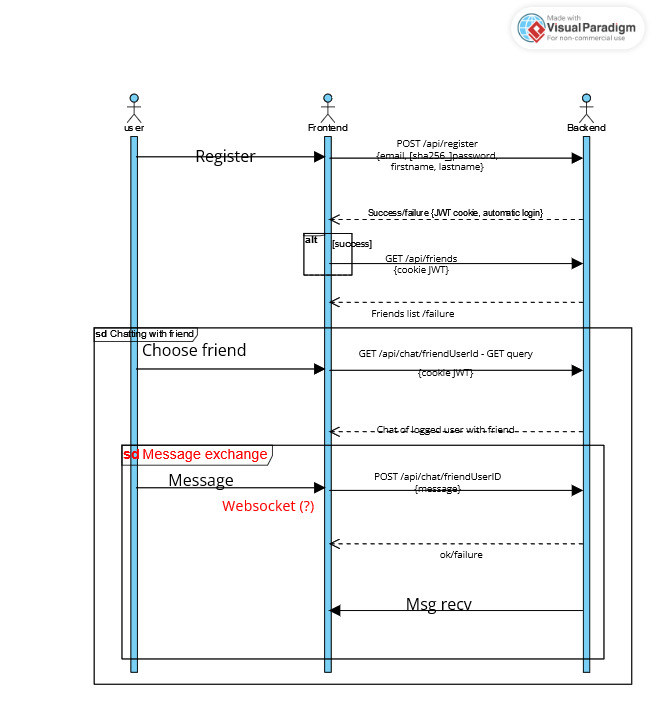 Made with
VisualParadigm
For non-commercial use
user
Frontend
Backend
Register
POST /api/register
{email, [sha256_]password,
firstname, lastname}
Success/failure {JWT cookie, automatic login}
alt
[success]
GET /api/friends
{cookie JWT}
Friends list /failure
sd Chatting with friend
Choose friend
GET /api/chat/friendUserId - GET query
{cookie JWT}
Chat of logged user with friend
sd Message exchange
Message
POST /api/chat/friendUserID
{message}
Websocket (?)
ok/failure
Msg recv